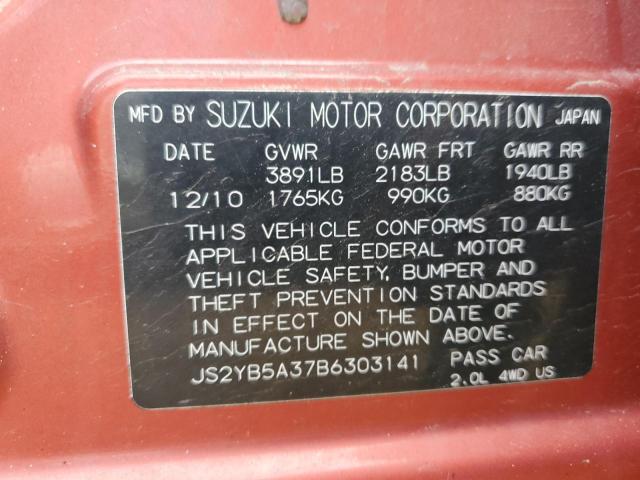 MFD BY SUZUKI MOTOR CORPORATION JAPAN
DATE GVWR GAWR FRT GAWR RR
3891LB 2183LB 1940LB
12/10 1765KG 990KG 880KG
THIS VEHICLE CONFORMS TO ALL
APPLICABLE FEDERAL MOTOR
VEHICLE SAFETY, BUMPER AND
THEFT PREVENTION STANDARDS
IN EFFECT ON THE DATE OF
MANUFACTURE SHOWN ABOVE.
JS2YB5A37B6303141 PASS CAR
2.0L 4WD US